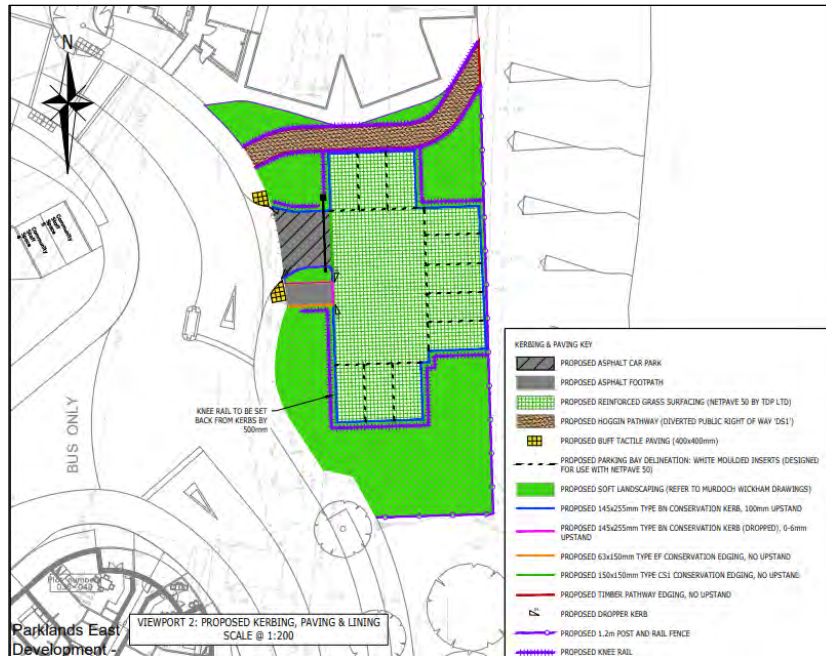 N
Community
Staff
Space
Community
Staff
Space
KNEE RAIL TO BE SET
BACK FROM KERBS BY
500mm
BUS ONLY
KERBING & PAVING KEY
PROPOSED ASPHALT CAR PARK
PROPOSED ASPHALT FOOTPATH
PROPOSED REINFORCED GRASS SURFACING (NETPAVE 50 BY TDP LTD)
PROPOSED HOGGIN PATHWAY (DIVERTED PUBLIC RIGHT OF WAY 'DS1')
PROPOSED BUFF TACTILE PAVING (400x400mm)
PROPOSED PARKING BAY DELINEATION: WHITE MOULDED INSERTS (DESIGNED
FOR USE WITH NETPAVE 50)
PROPOSED SOFT LANDSCAPING (REFER TO MURDOCH WICKHAM DRAWINGS)
PROPOSED 145x255mm TYPE BN CONSERVATION KERB, 100mm UPSTAND
PROPOSED 145x255mm TYPE BN CONSERVATION KERB (DROPPED), 0-6mm
UPSTAND
PROPOSED 63x150mm TYPE EF CONSERVATION EDGING, NO UPSTAND
PROPOSED 150x150mm TYPE CS1 CONSERVATION EDGING, NO UPSTAND
PROPOSED TIMBER PATHWAY EDGING, NO UPSTAND
PROPOSED DROPPER KERB
PROPOSED 1.2m POST AND RAIL FENCE
PROPOSED KNEE RAIL
Parklands East
Development -
VIEWPORT 2: PROPOSED KERBING, PAVING & LINING
SCALE @ 1:200